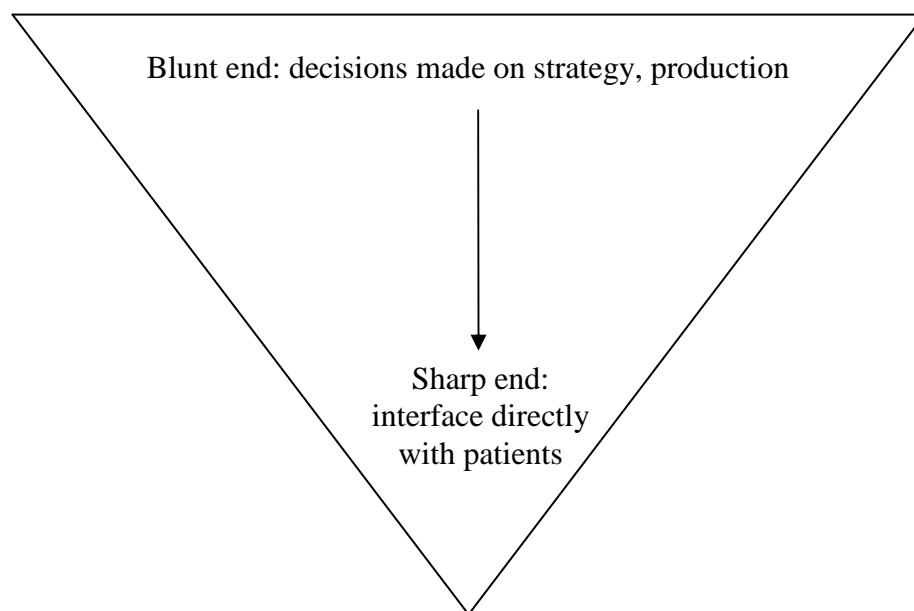 Blunt end: decisions made on strategy, production
Sharp end:
interface directly
with patients